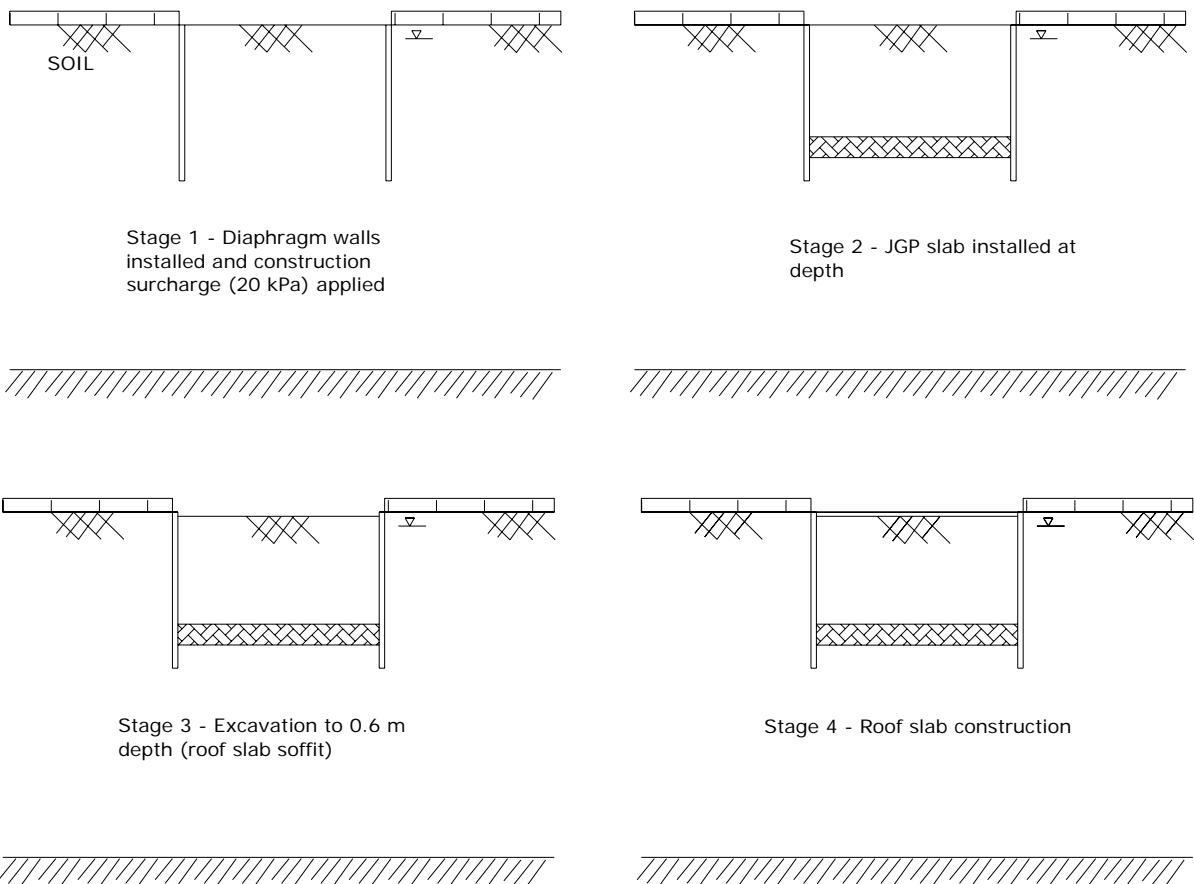 SOIL
Stage 1 - Diaphragm walls
installed and construction
surcharge (20 kPa) applied
Stage 2 - JGP slab installed at
depth
Stage 3 - Excavation to 0.6 m
depth (roof slab soffit)
Stage 4 - Roof slab construction